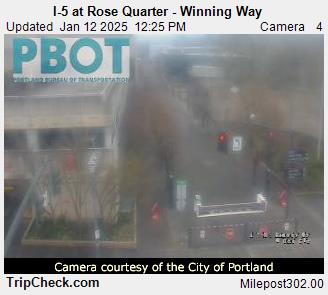 I-5 at Rose Quarter - Winning Way
Updated Jan 12 2025 12:25 PM Camera 4
PBOT
PORTLAND BUREAU OF TRANSPORTATION
Camera courtesy of the City of Portland
TripCheck.com Milepost302.00